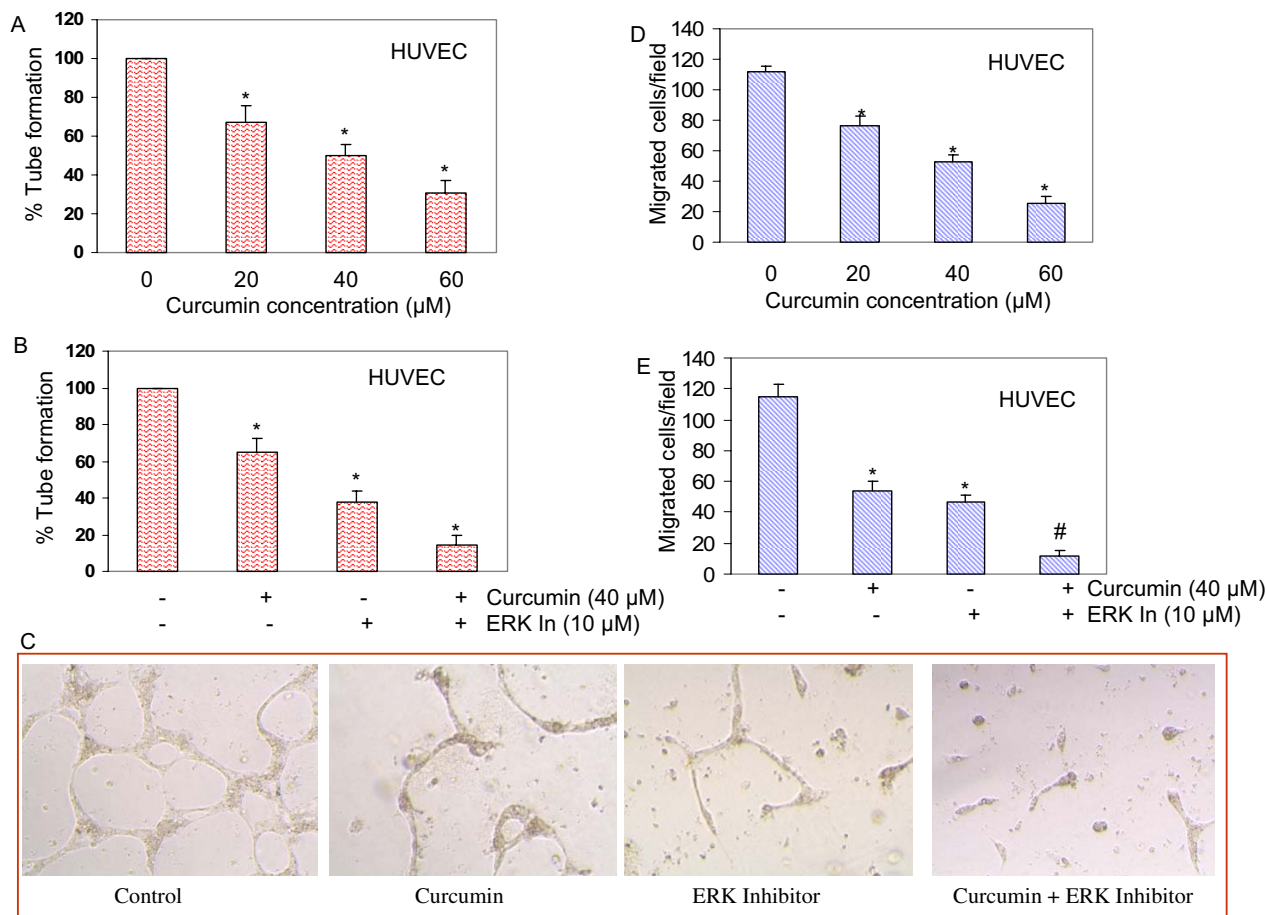 A
% Tube formation
120
100
80
60
40
20
0
HUVEC
*
*
*
0 20 40 60
Curcumin concentration (µM)
D
Migrated cells/field
140
120
100
80
60
40
20
0
HUVEC
*
*
*
0 20 40 60
Curcumin concentration (µM)
B
% Tube formation
120
100
80
60
40
20
0
HUVEC
*
*
*
- + - + Curcumin (40 µM)
- - + + ERK In (10 µM)
E
Migrated cells/field
140
120
100
80
60
40
20
0
HUVEC
*
*
#
- + - + Curcumin (40 µM)
- - + + ERK In (10 µM)
C
Control
Curcumin
ERK Inhibitor
Curcumin + ERK Inhibitor